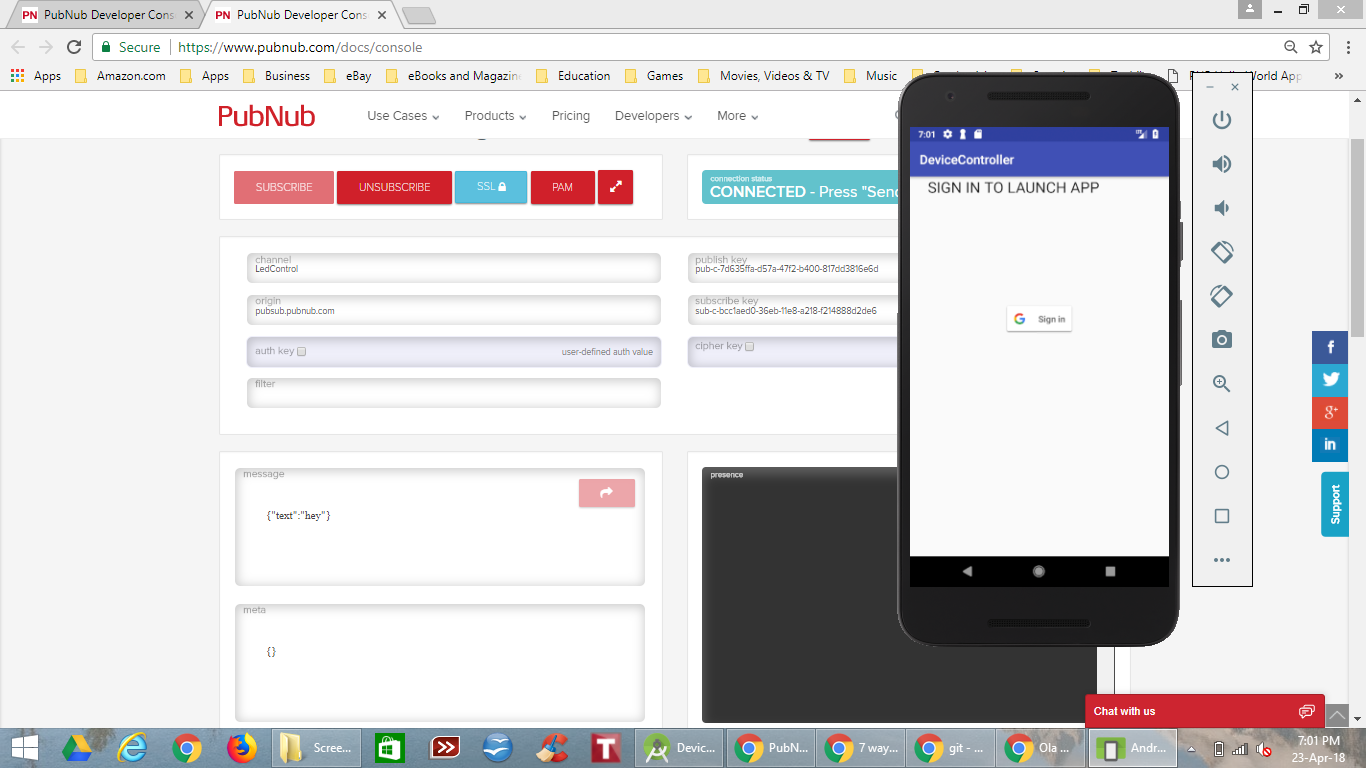 PN PubNub Developer Cons
PN PubNub Developer Cons
Secure https://www.pubnub.com/docs/console
Apps Amazon.com Apps Business eBay eBooks and Magazin Education Games Movies, Videos & TV Music World App »
PubNub Use Cases Products Pricing Developers More
SUBSCRIBE UNSUBSCRIBE SSL PAM
connection status
CONNECTED - Press "Send
channel
LedControl
publish key
pub-c-7d635ffa-d57a-47f2-b400-817dd3816e6d
origin
pubsub.pubnub.com
subscribe key
sub-c-bcc1aed0-36eb-11e8-a218-f214888d2de6
auth key user-defined auth value
cipher key
filter
message
{"text":"hey"}
presence
meta
{}
7:01
DeviceController
SIGN IN TO LAUNCH APP
G Sign in
f
g+
in
Support
Chat with us
Scree... Devic... PubN... 7 way... git - ... Ola ... Andr...
7:01 PM
23-Apr-18